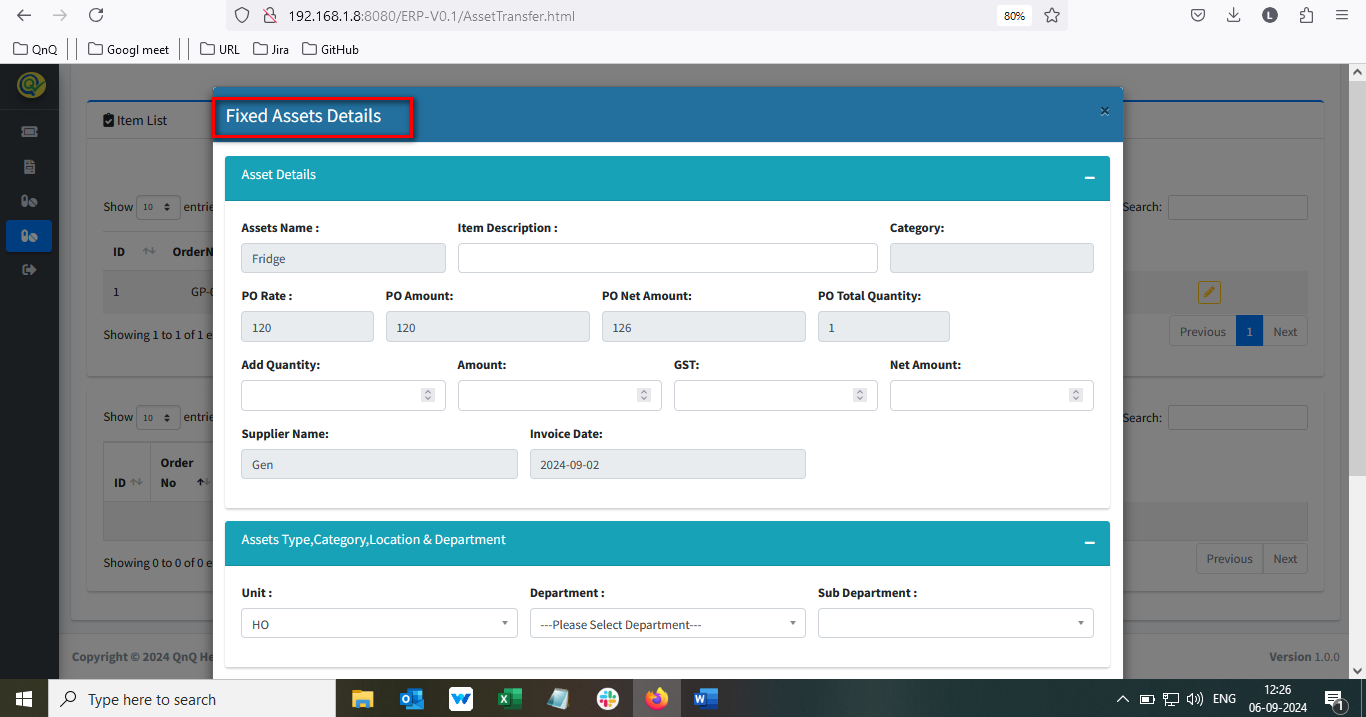 192.168.1.8:8080/ERP-V0.1/AssetTransfer.html 80% L
QnQ Googl meet URL Jira GitHub
Fixed Assets Details ×
Item List
Asset Details
Show 10 entrie Search:
Assets Name : Item Description : Category:
ID OrderN
Fridge
1 GP-0
PO Rate : PO Amount: PO Net Amount: PO Total Quantity:
120 120 126 1
Showing 1 to 1 of 1 e Previous 1 Next
Add Quantity: Amount: GST: Net Amount:
Show 10 entrie Search:
Supplier Name: Invoice Date:
Gen 2024-09-02
ID Order No
Assets Type,Category,Location & Department
Showing 0 to 0 of 0 e Previous Next
Unit : Department : Sub Department :
HO ---Please Select Department---
Copyright © 2024 QnQ He Version 1.0.0
Type here to search ENG 12:26
06-09-2024 1